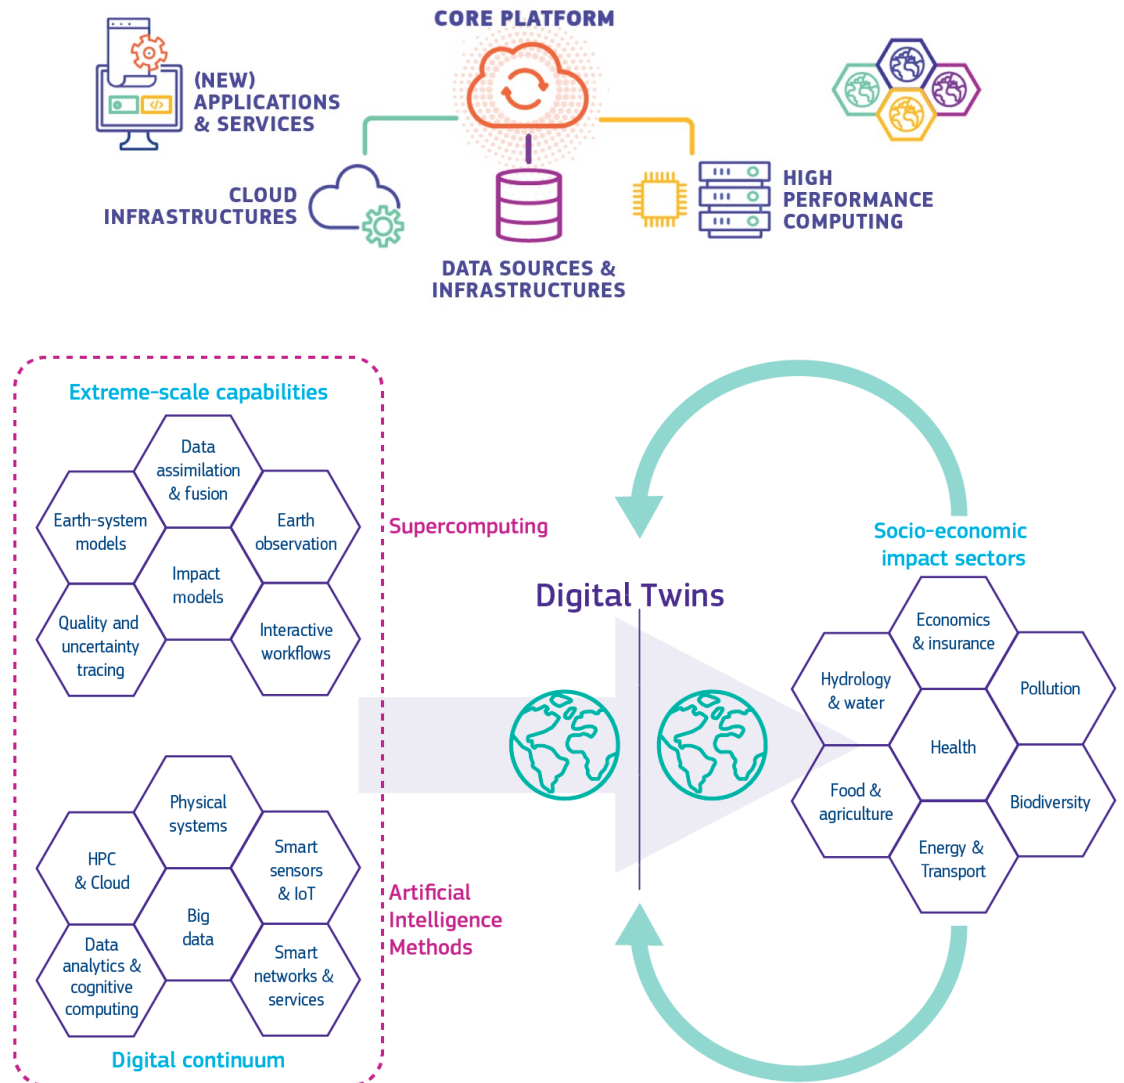 CORE PLATFORM
(NEW)
APPLICATIONS
& SERVICES
CLOUD
INFRASTRUCTURES
DATA SOURCES &
INFRASTRUCTURES
HIGH
PERFORMANCE
COMPUTING
Extreme-scale capabilities
Data
assimilation
& fusion
Earth-system
models
Earth
observation
Impact
models
Quality and
uncertainty
tracing
Interactive
workflows
Supercomputing
Physical
systems
HPC
& Cloud
Smart
sensors
& IoT
Big
data
Data
analytics &
cognitive
computing
Smart
networks &
services
Digital continuum
Artificial
Intelligence
Methods
Digital Twins
Socio-economic
impact sectors
Economics
& insurance
Hydrology
& water
Pollution
Health
Food &
agriculture
Biodiversity
Energy &
Transport